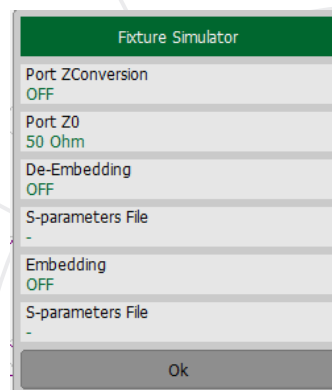 Fixture Simulator
Port ZConversion
OFF
Port Z0
50 Ohm
De-Embedding
OFF
S-parameters File
-
Embedding
OFF
S-parameters File
-
Ok